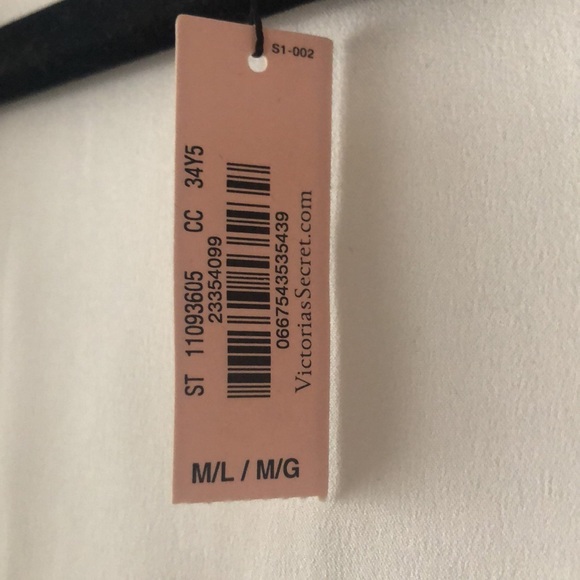 S1-002
ST 11093605 CC 34Y5
23354099
0667543535439
VictoriasSecret.com
M/L / M/G